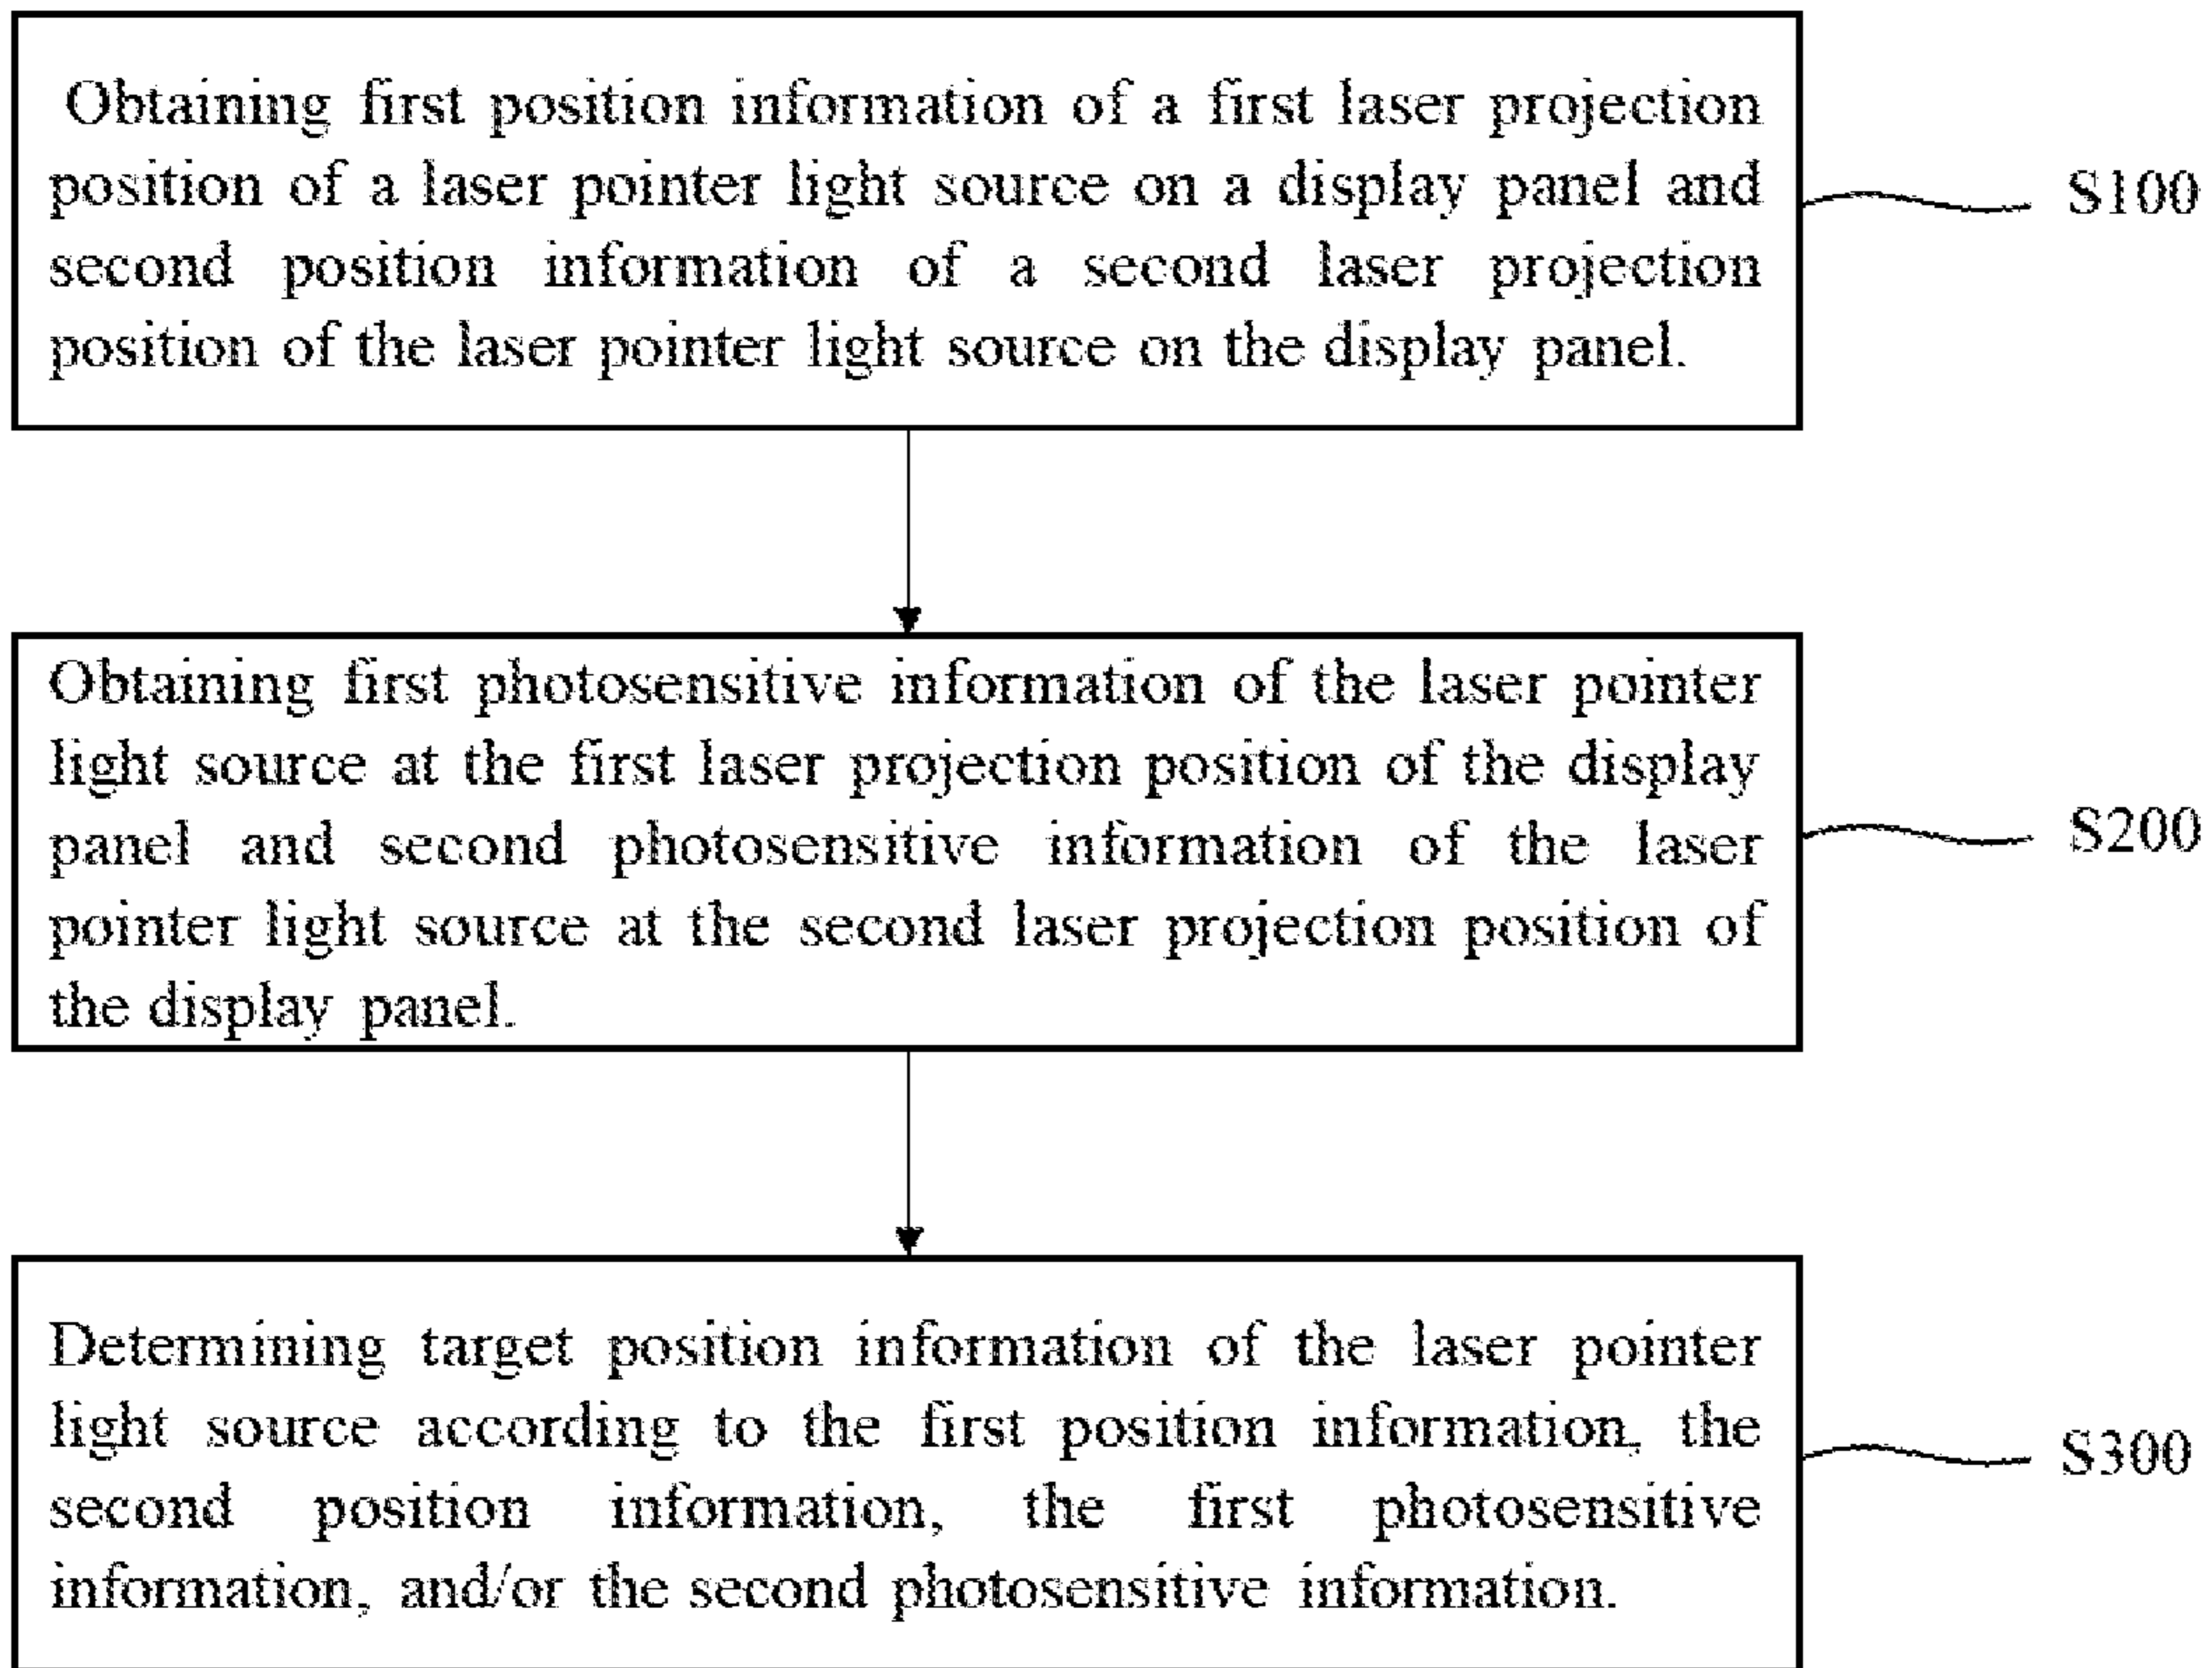 Obtaining first position information of a first laser projection
position of a laser pointer light source on a display panel and
second position information of a second laser projection
position of the laser pointer light source on the display panel.
S100
Obtaining first photosensitive information of the laser pointer
light source at the first laser projection position of the display
panel and second photosensitive information of the laser
pointer light source at the second laser projection position of
the display panel.
S200
Determining target position information of the laser pointer
light source according to the first position information, the
second position information, the first photosensitive
information, and/or the second photosensitive information.
S300